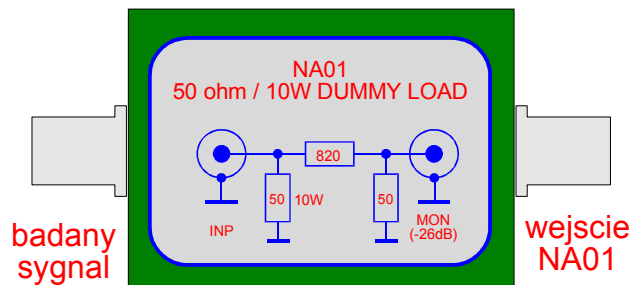 NA01
50 ohm / 10W DUMMY LOAD
820
50
10W
50
INP
MON
(-26dB)
badany
sygnal
wejscie
NA01